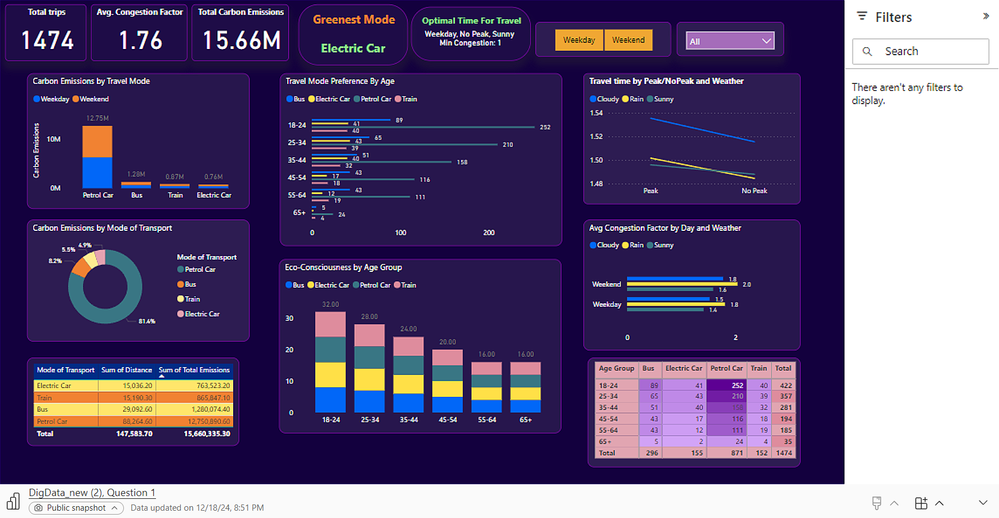 Total trips
1474
Avg. Congestion Factor
1.76
Total Carbon Emissions
15.66M
Greenest Mode
Electric Car
Optimal Time For Travel
Weekday, No Peak, Sunny
Min Congestion: 1
Weekday Weekend
All
Filters
Search
There aren't any filters to
display.
Carbon Emissions by Travel Mode
Weekday Weekend
Carbon Emissions
12.75M
10M
1.28M 0.87M 0.76M
0M
Petrol Car Bus Train Electric Car
Travel Mode Preference By Age
Bus Electric Car Petrol Car Train
18-24 89 41 252 40
25-34 65 43 210 39
35-44 51 40 158 32
45-54 43 17 116 18
55-64 43 12 111 19
65+ 5 24 4
0 100 200
Travel time by Peak/NoPeak and Weather
Cloudy Rain Sunny
1.54
1.52
1.50
1.48
Peak No Peak
Carbon Emissions by Mode of Transport
4.9%
5.5%
8.2%
81.4%
Mode of Transport
Petrol Car
Bus
Train
Electric Car
Eco-Consciousness by Age Group
Bus Electric Car Petrol Car Train
32.00 28.00 24.00 20.00 16.00 16.00
30
20
10
0
18-24 25-34 35-44 45-54 55-64 65+
Avg Congestion Factor by Day and Weather
Cloudy Rain Sunny
Weekend 1.8 2.0 1.6
Weekday 1.5 1.8 1.4
0 2
Mode of Transport Sum of Distance Sum of Total Emissions
Electric Car 15,036.20 763,523.20
Train 15,190.30 865,847.10
Bus 29,092.60 1,280,074.40
Petrol Car 88,264.60 12,750,890.60
Total 147,583.70 15,660,335.30
Age Group Bus Electric Car Petrol Car Train Total
18-24 89 41 252 40 422
25-34 65 43 210 39 357
35-44 51 40 158 32 281
45-54 43 17 116 18 194
55-64 43 12 111 19 185
65+ 5 2 24 4 35
Total 296 155 871 152 1474
DigData_new (2), Question 1
Public snapshot Data updated on 12/18/24, 8:51 PM